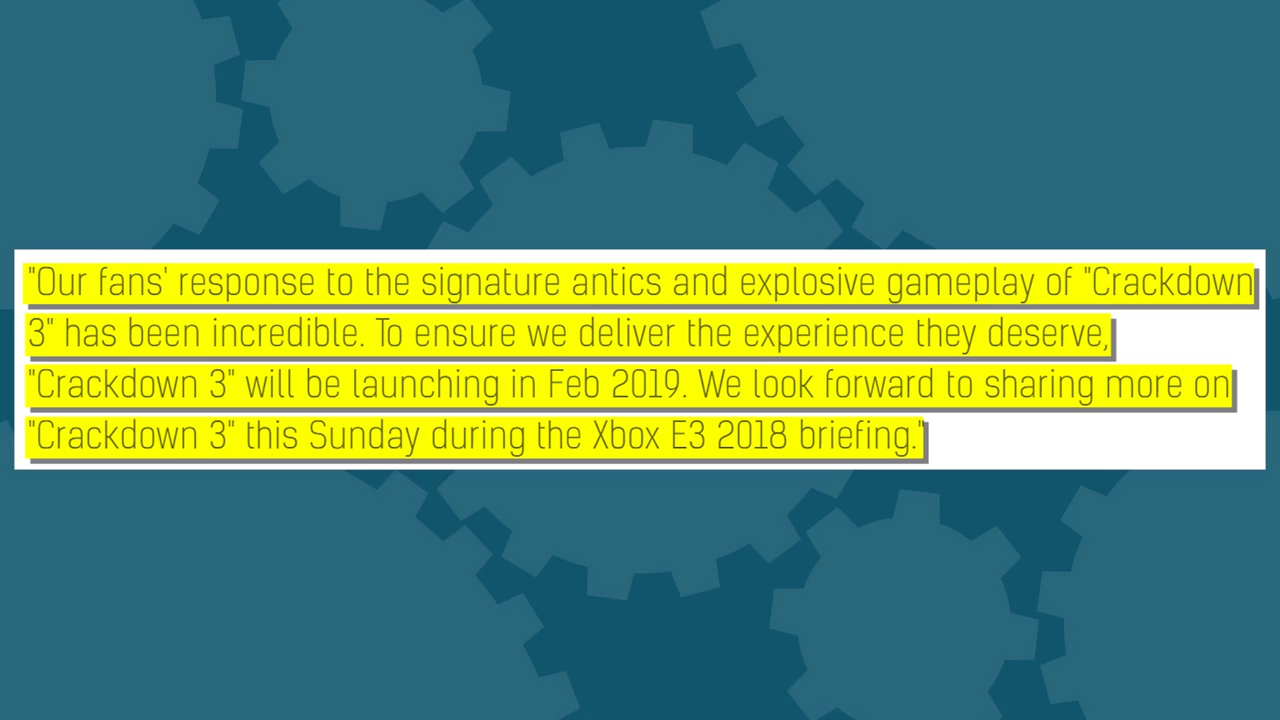 "Our fans' response to the signature antics and explosive gameplay of "Crackdown
3" has been incredible. To ensure we deliver the experience they deserve,
"Crackdown 3" will be launching in Feb 2019. We look forward to sharing more on
"Crackdown 3" this Sunday during the Xbox E3 2018 briefing."